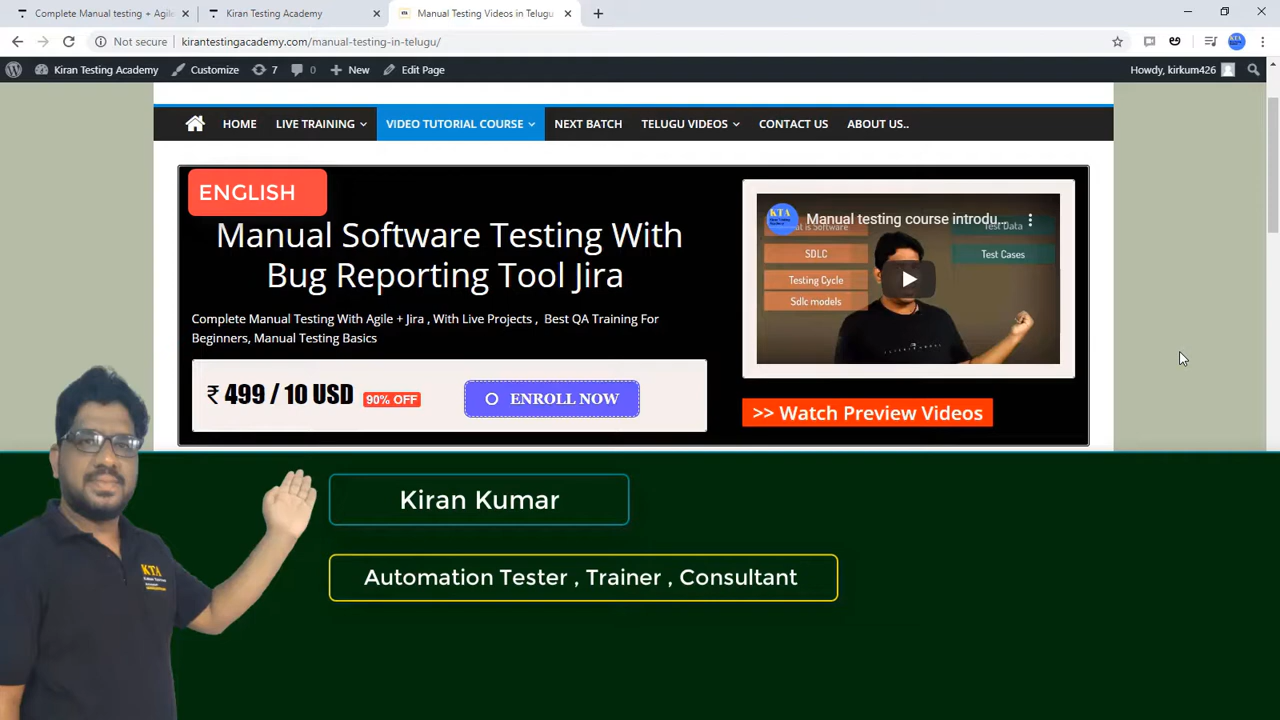 Complete Manual testing + Agile
Kiran Testing Academy
Manual Testing Videos in Telugu
Not secure
kirantestingacademy.com/manual-testing-in-telugu/
Kiran Testing Academy
Customize
7
0
New
Edit Page
Howdy, kirkum426
HOME
LIVE TRAINING
VIDEO TUTORIAL COURSE
NEXT BATCH
TELUGU VIDEOS
CONTACT US
ABOUT US..
ENGLISH
Manual Software Testing With
Bug Reporting Tool Jira
Complete Manual Testing With Agile + Jira , With Live Projects , Best QA Training For
Beginners, Manual Testing Basics
₹ 499 / 10 USD
90% OFF
ENROLL NOW
KTA
Manual testing course introdu...
is Software
Test Data
SDLC
Test Cases
Testing Cycle
Sdlc models
>> Watch Preview Videos
KTA
Kiran Kumar
Automation Tester , Trainer , Consultant